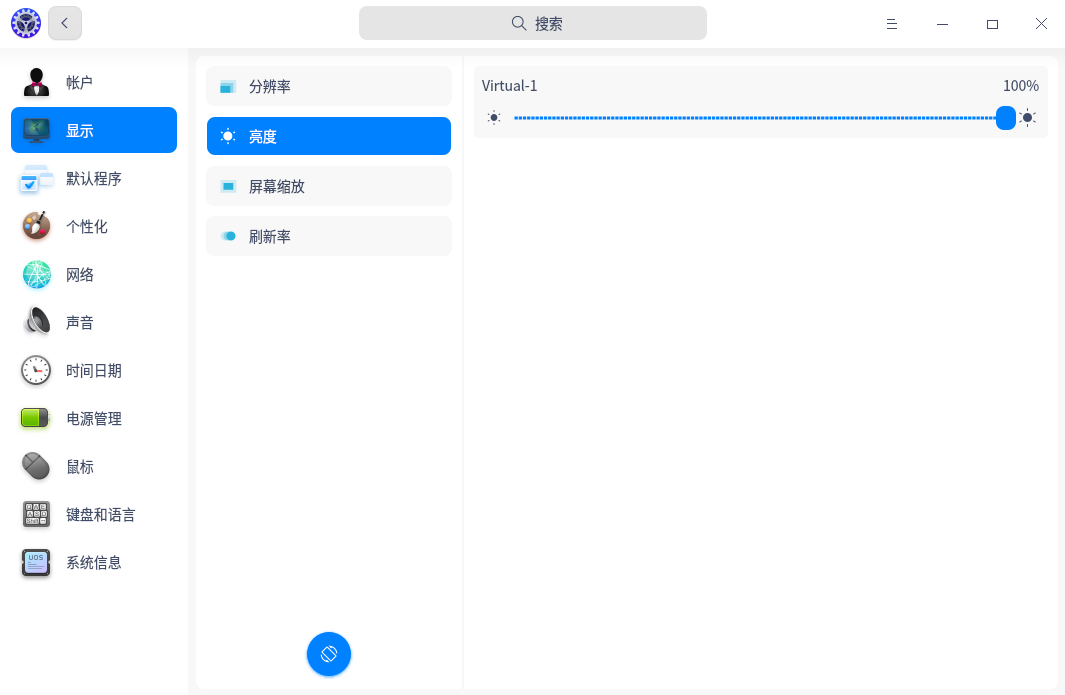 搜索
帐户
显示
默认程序
个性化
网络
声音
时间日期
电源管理
鼠标
键盘和语言
UOS
系统信息
分辨率
亮度
屏幕缩放
刷新率
Virtual-1
100%